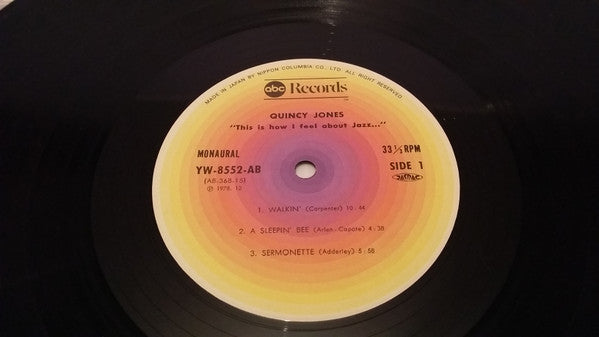 MADE IN JAPAN BY NIPPON COLUMBIA CO., LTD. ALL RIGHT RESERVED
abc Records
QUINCY JONES
"This is how I feel about Jazz..."
MONAURAL 33 1/3 RPM
YW-8552-AB SIDE 1
(AB-368-15)
Ⓟ 1978. 12
1. WALKIN' (Carpenter) 10:44
2. A SLEEPIN' BEE (Arlen-Capote) 4:38
3. SERMONETTE (Adderley) 5:58